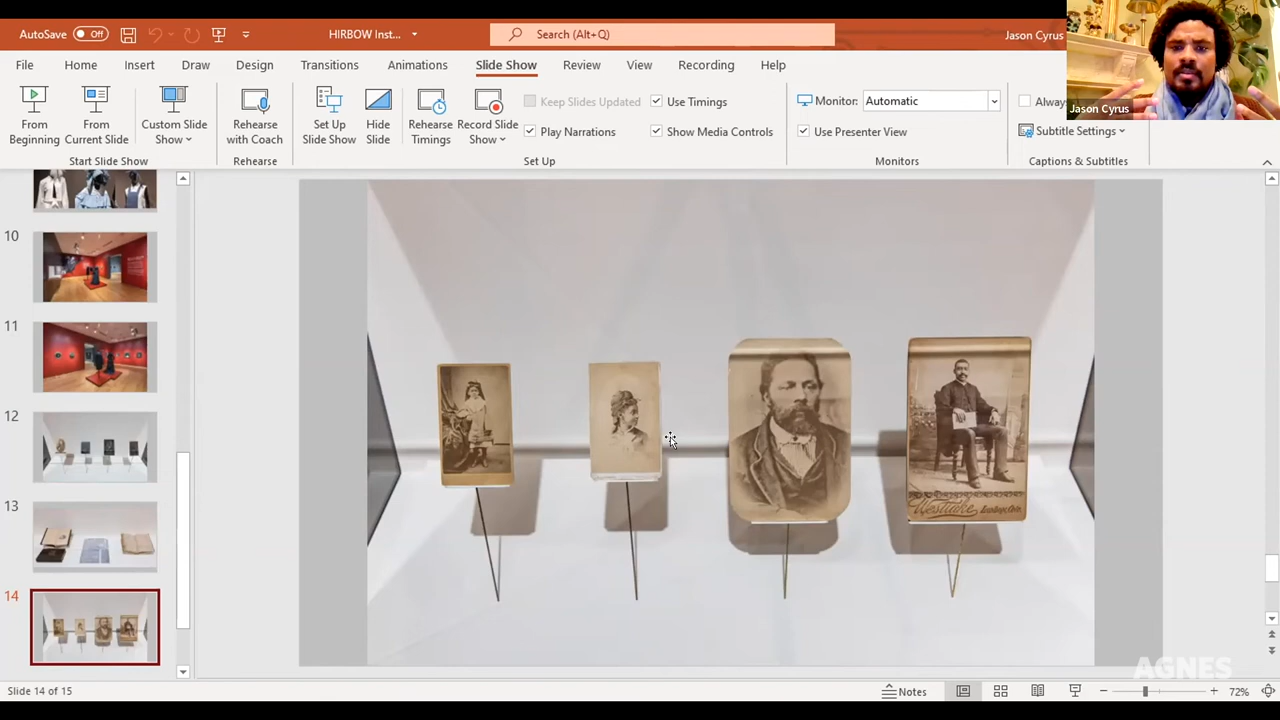 AutoSave Off HIRBOW Inst... Search (Alt+Q) Jason Cyrus
File Home Insert Draw Design Transitions Animations Slide Show Review View Recording Help
From Beginning
From Current Slide
Custom Slide Show
Start Slide Show
Rehearse with Coach
Rehearse
Set Up Slide Show
Hide Slide
Rehearse Timings
Record Slide Show
Keep Slides Updated
Use Timings
Play Narrations
Show Media Controls
Set Up
Monitor: Automatic
Use Presenter View
Monitors
Alway
Subtitle Settings
Captions & Subtitles
Jason Cyrus
10
11
12
13
14
Westlake
AGNES
Slide 14 of 15 Notes 72%